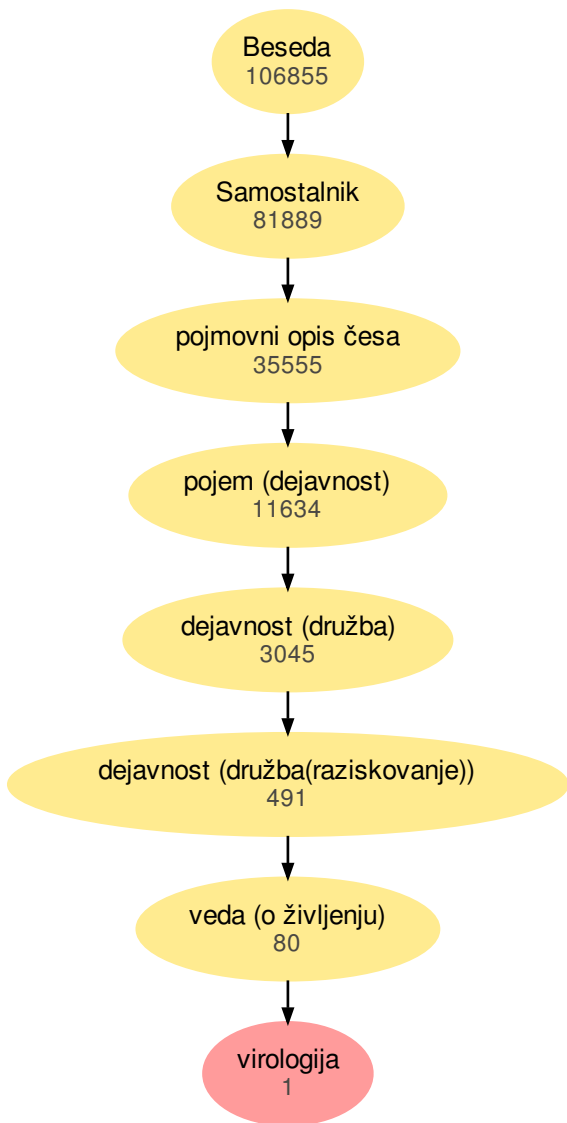 Beseda
106855
Samostalnik
81889
pojmovni opis česa
35555
pojem (dejavnost)
11634
dejavnost (družba)
3045
dejavnost (družba(raziskovanje))
491
veda (o življenju)
80
virologija
1